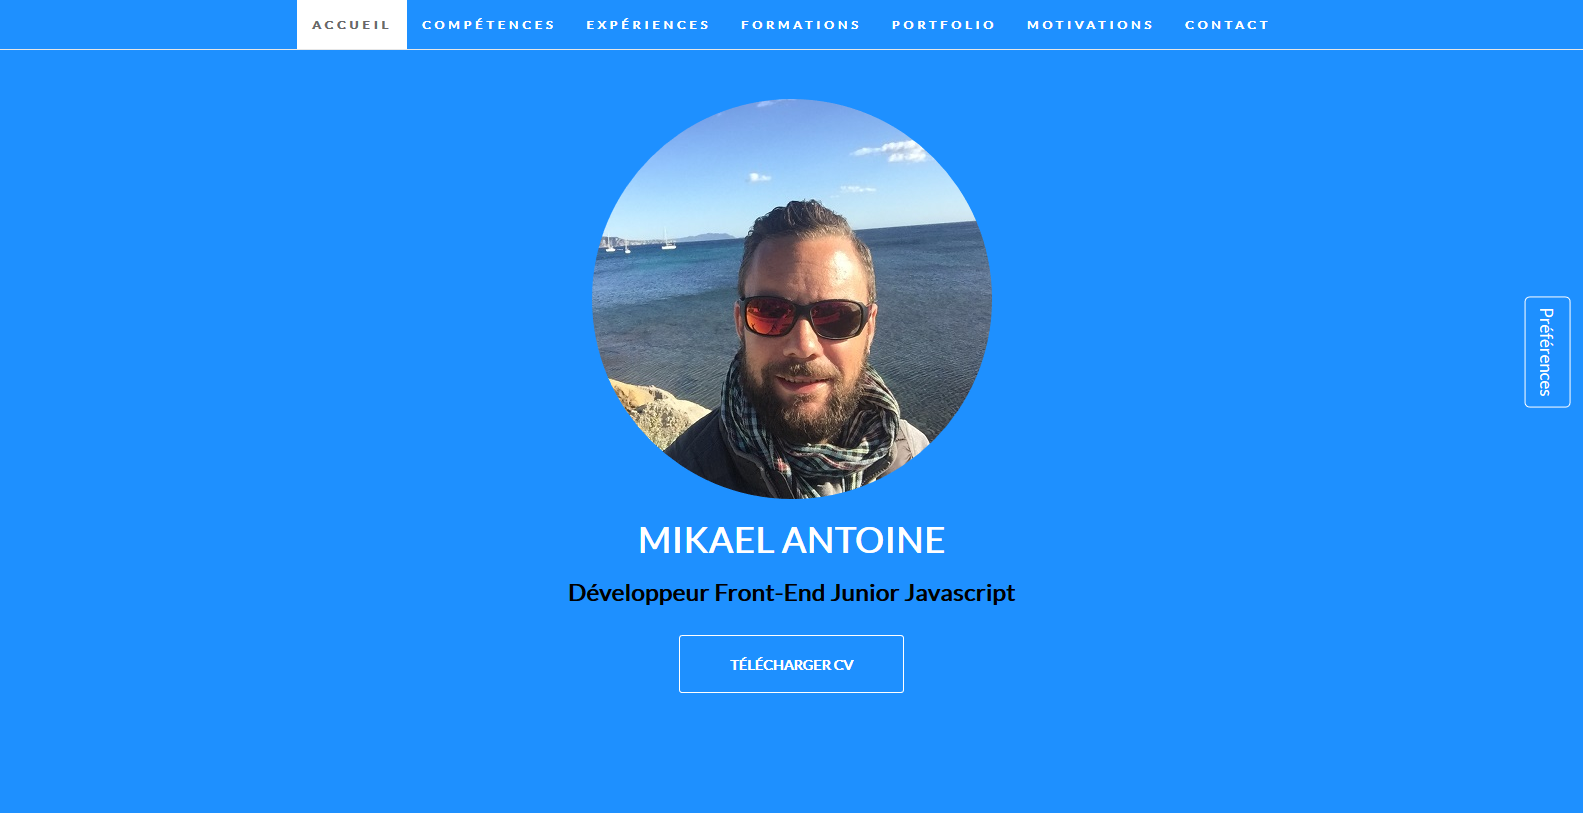 ACCUEIL COMPÉTENCES EXPÉRIENCES FORMATIONS PORTFOLIO MOTIVATIONS CONTACT
Préférences
MIKAEL ANTOINE
Développeur Front-End Junior Javascript
TÉLÉCHARGER CV